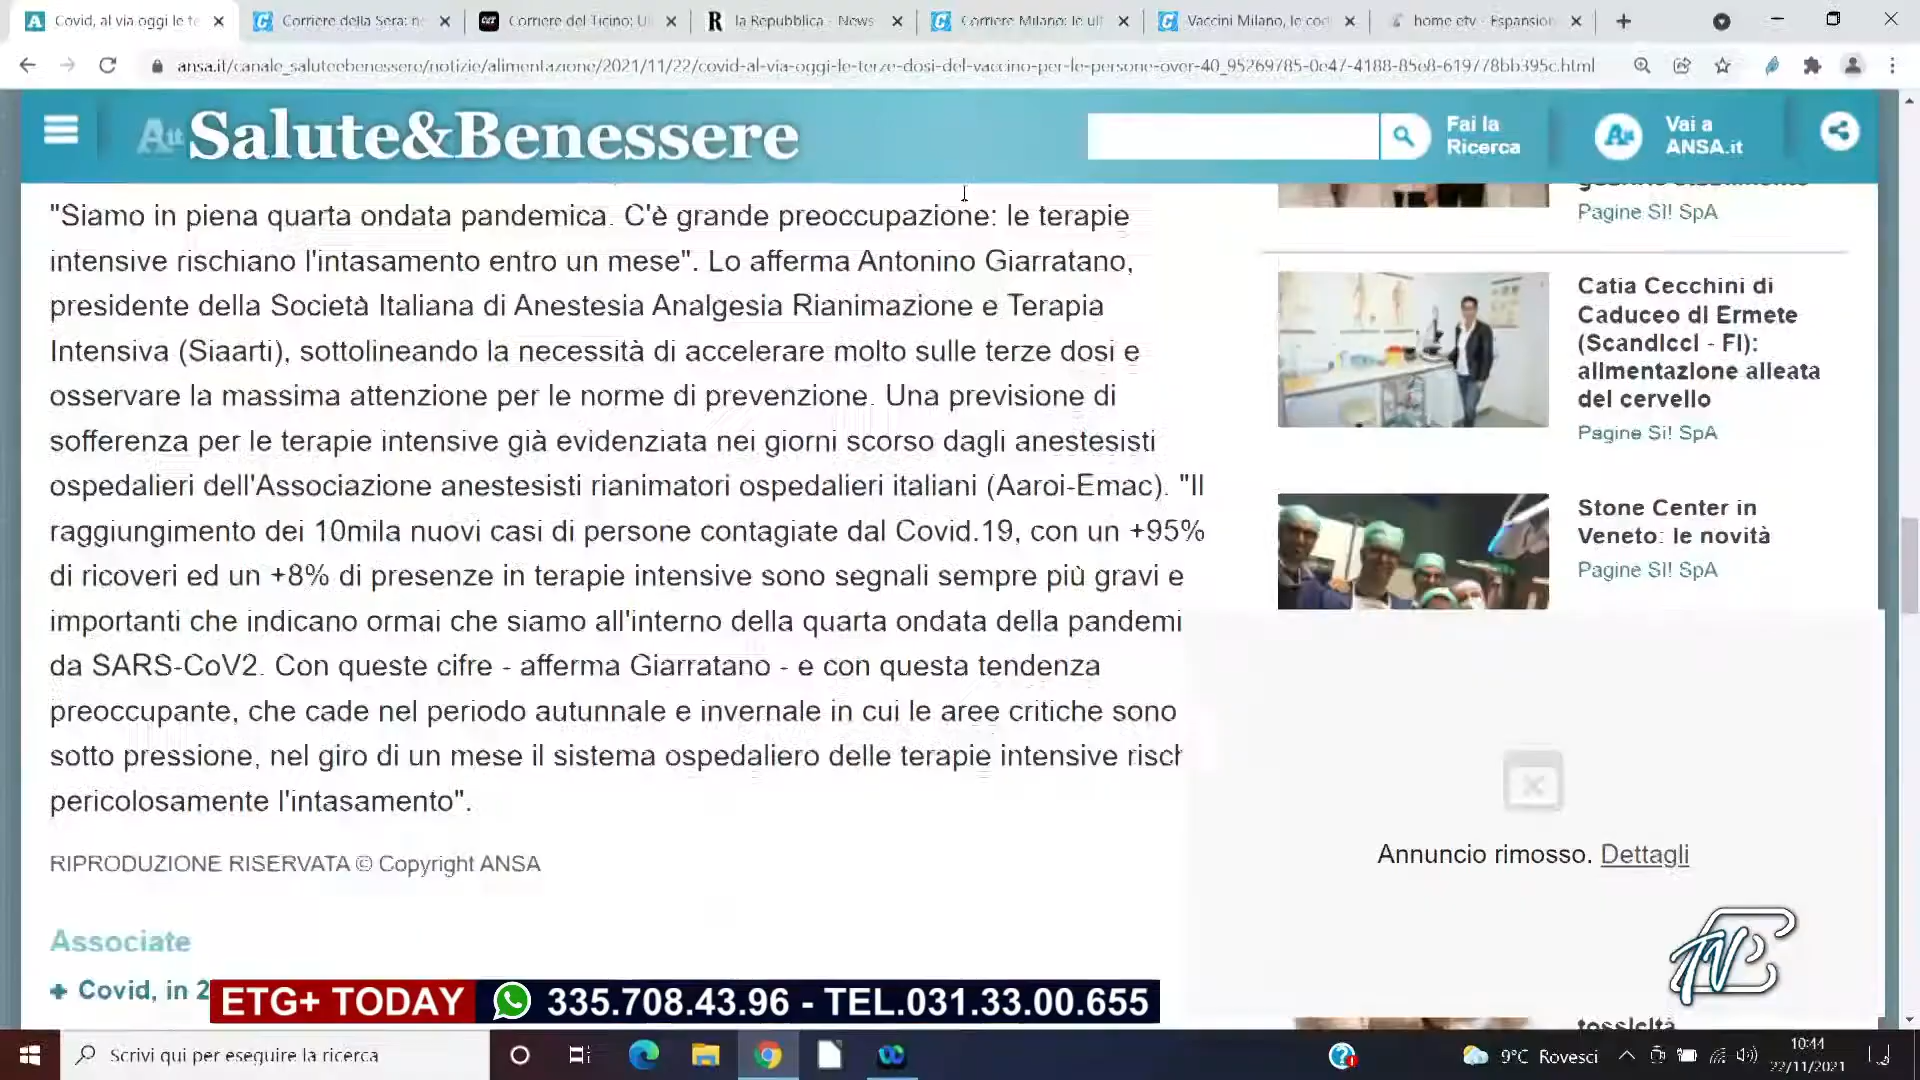 Covid, al via oggi le te
Corriere della Sera: n
Corriere del Ticino: U
la Repubblica - News
Corriere Milano: le ult
Vaccini Milano, le cod
home etv - Espansion
ansa.it/canale_saluteebenessere/notizie/alimentazione/2021/11/22/covid-al-via-oggi-le-terze-dosi-del-vaccino-per-le-persone-over-40_95269785-0e47-4188-85e8-619778bb395c.html
A.it Salute&Benessere
Fai la
Ricerca
Vai a
ANSA.it
"Siamo in piena quarta ondata pandemica. C'è grande preoccupazione: le terapie
intensive rischiano l'intasamento entro un mese". Lo afferma Antonino Giarratano,
presidente della Società Italiana di Anestesia Analgesia Rianimazione e Terapia
Intensiva (Siaarti), sottolineando la necessità di accelerare molto sulle terze dosi e
osservare la massima attenzione per le norme di prevenzione. Una previsione di
sofferenza per le terapie intensive già evidenziata nei giorni scorso dagli anestesisti
ospedalieri dell'Associazione anestesisti rianimatori ospedalieri italiani (Aaroi-Emac). "Il
raggiungimento dei 10mila nuovi casi di persone contagiate dal Covid.19, con un +95%
di ricoveri ed un +8% di presenze in terapie intensive sono segnali sempre più gravi e
importanti che indicano ormai che siamo all'interno della quarta ondata della pandemi
da SARS-CoV2. Con queste cifre - afferma Giarratano - e con questa tendenza
preoccupante, che cade nel periodo autunnale e invernale in cui le aree critiche sono
sotto pressione, nel giro di un mese il sistema ospedaliero delle terapie intensive risch
pericolosamente l'intasamento".
RIPRODUZIONE RISERVATA © Copyright ANSA
Associate
Covid, in 2
Pagine SI! SpA
Catia Cecchini di
Caduceo di Ermete
(Scandicci - FI):
alimentazione alleata
del cervello
Pagine Si! SpA
Stone Center in
Veneto: le novità
Pagine SI! SpA
Annuncio rimosso. Dettagli
tossicità
ETG+ TODAY 335.708.43.96 - TEL.031.33.00.655
Scrivi qui per eseguire la ricerca
9°C Rovesci
10:44
22/11/2021